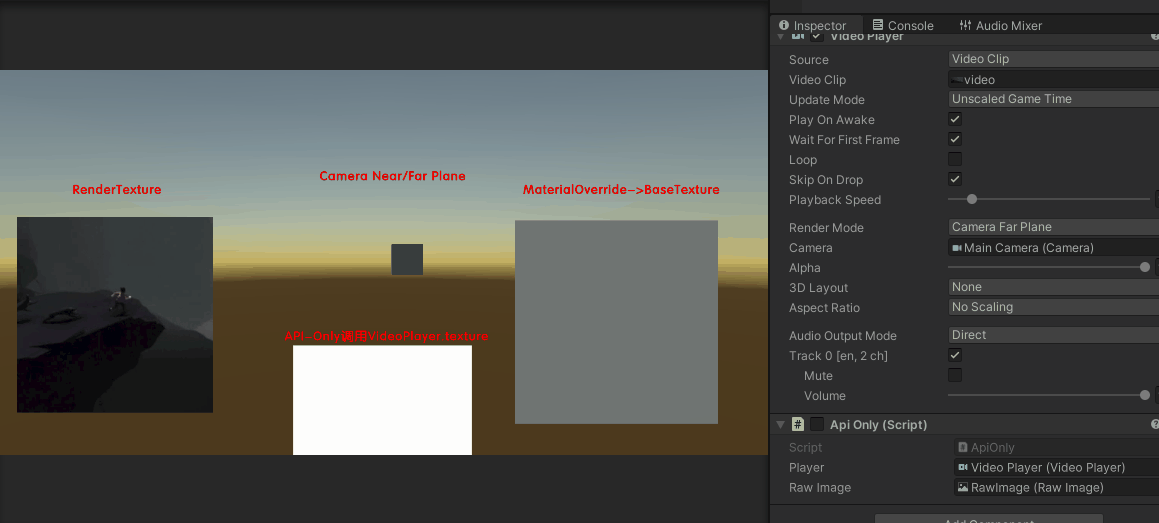 Inspector
Console
Audio Mixer
Video Player
Source
Video Clip
Video Clip
video
Update Mode
Unscaled Game Time
Play On Awake
Wait For First Frame
Loop
Skip On Drop
Playback Speed
Render Mode
Camera Far Plane
Camera
Main Camera (Camera)
Alpha
3D Layout
None
Aspect Ratio
No Scaling
Audio Output Mode
Direct
Track 0 [en, 2 ch]
Mute
Volume
# Api Only (Script)
Script
# ApiOnly
Player
Video Player (Video Player)
Raw Image
RawImage (Raw Image)
Add Component
RenderTexture
Camera Near/Far Plane
MaterialOverride->BaseTexture
API-Only调用VideoPlayer.texture